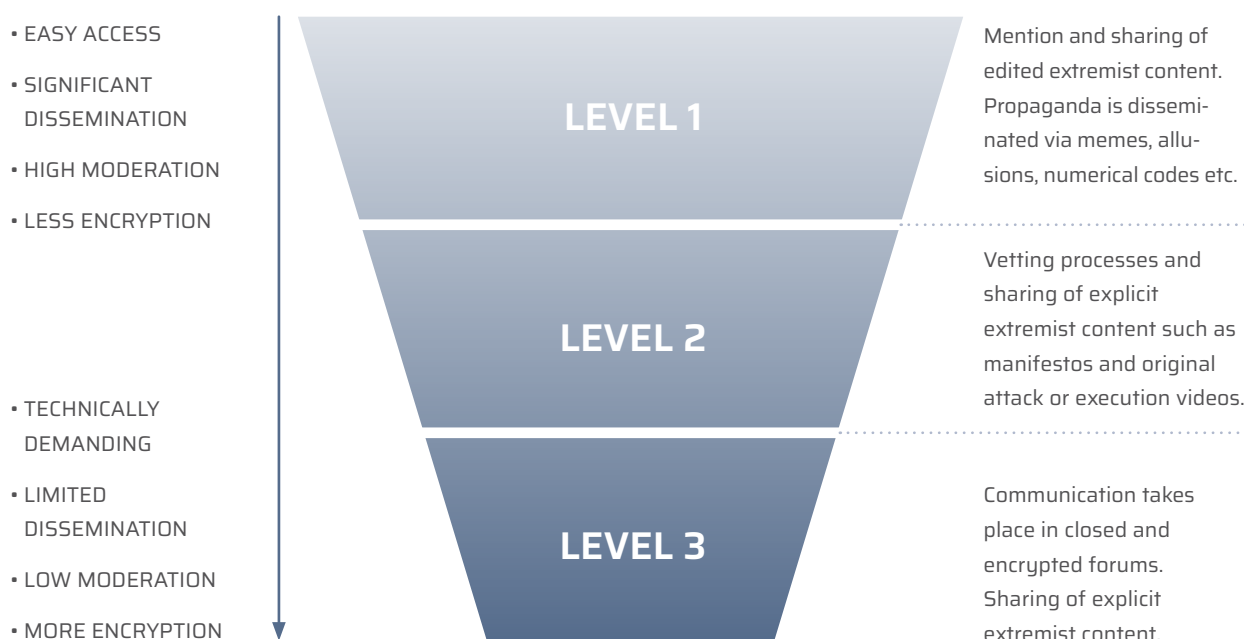 • EASY ACCESS
• SIGNIFICANT
DISSEMINATION
• HIGH MODERATION
• LESS ENCRYPTION
• TECHNICALLY
DEMANDING
• LIMITED
DISSEMINATION
• LOW MODERATION
• MORE ENCRYPTION
LEVEL 1
Mention and sharing of
edited extremist content.
Propaganda is dissemi-
nated via memes, allu-
sions, numerical codes etc.
LEVEL 2
Vetting processes and
sharing of explicit
extremist content such as
manifestos and original
attack or execution videos.
LEVEL 3
Communication takes
place in closed and
encrypted forums.
Sharing of explicit
extremist content